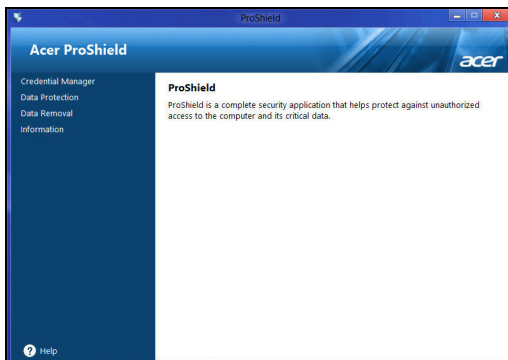 ProShield
Acer ProShield
acer
Credential Manager
Data Protection
Data Removal
Information
ProShield
ProShield is a complete security application that helps protect against unauthorized
access to the computer and its critical data.
? Help